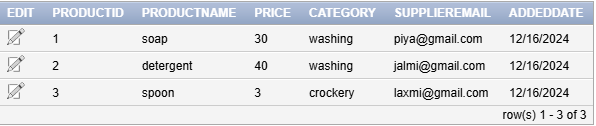 EDIT PRODUCTID PRODUCTNAME PRICE CATEGORY SUPPLIEREMAIL ADDEDDATE
1 soap 30 washing piya@gmail.com 12/16/2024
2 detergent 40 washing jalmi@gmail.com 12/16/2024
3 spoon 3 crockery laxmi@gmail.com 12/16/2024
row(s) 1 - 3 of 3